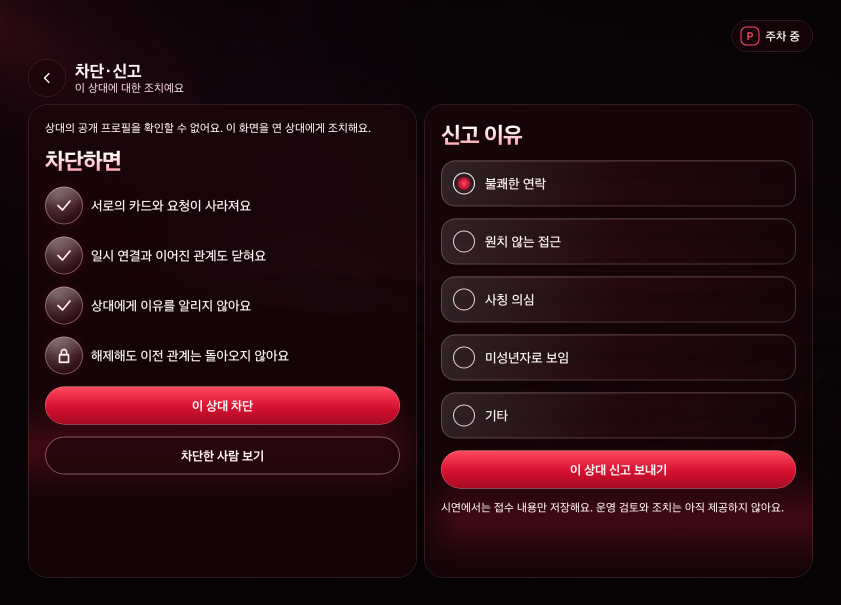 P 주차 중
차단·신고
이 상대에 대한 조치예요
상대의 공개 프로필을 확인할 수 없어요. 이 화면을 연 상대에게 조치해요.
차단하면
서로의 카드와 요청이 사라져요
일시 연결과 이어진 관계도 닫혀요
상대에게 이유를 알리지 않아요
해제해도 이전 관계는 돌아오지 않아요
이 상대 차단
차단한 사람 보기
신고 이유
불쾌한 연락
원치 않는 접근
사칭 의심
미성년자로 보임
기타
이 상대 신고 보내기
시연에서는 접수 내용만 저장해요. 운영 검토와 조치는 아직 제공하지 않아요.